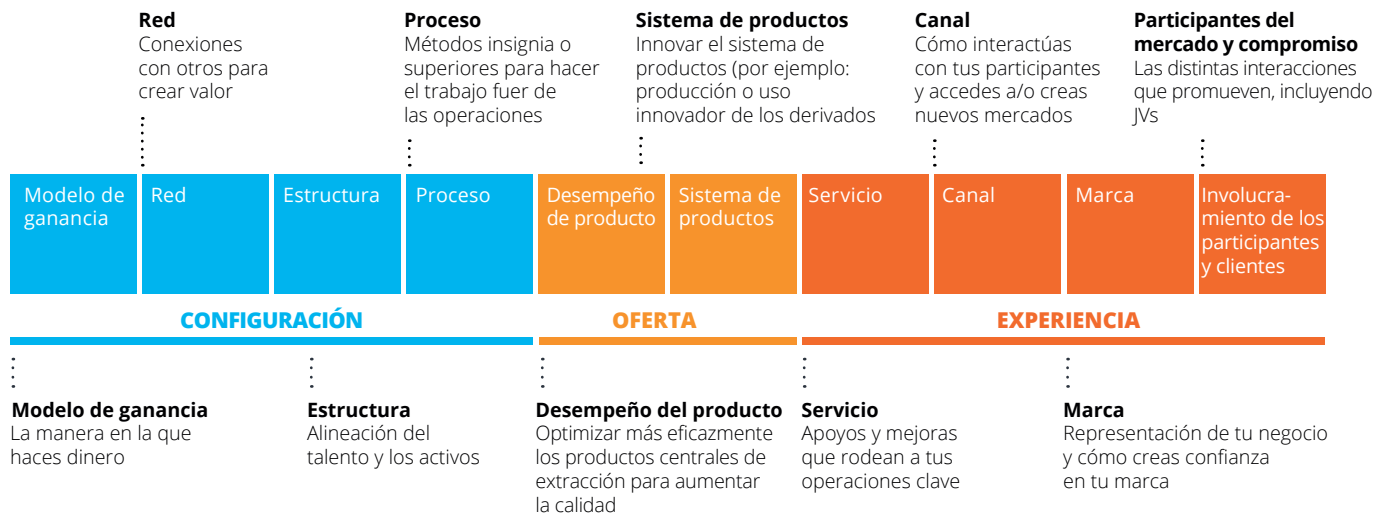 Red
Conexiones
con otros para
crear valor
Proceso
Métodos insignia o
superiores para hacer
el trabajo fuer de
las operaciones
Sistema de productos
Innovar el sistema de
productos (por ejemplo:
producción o uso
innovador de los derivados
Canal
Cómo interactúas
con tus participantes
y accedes a/o creas
nuevos mercados
Participantes del
mercado y compromiso
Las distintas interacciones
que promueven, incluyendo
JVs
Modelo de
ganancia
Red
Estructura
Proceso
Desempeño
de producto
Sistema de
productos
Servicio
Canal
Marca
Involucra-
miento de los
participantes
y clientes
CONFIGURACIÓN
OFERTA
EXPERIENCIA
Modelo de ganancia
La manera en la que
haces dinero
Estructura
Alineación del
talento y los activos
Desempeño del producto
Optimizar más eficazmente
los productos centrales de
extracción para aumentar
la calidad
Servicio
Apoyos y mejoras
que rodean a tus
operaciones clave
Marca
Representación de tu negocio
y cómo creas confianza
en tu marca